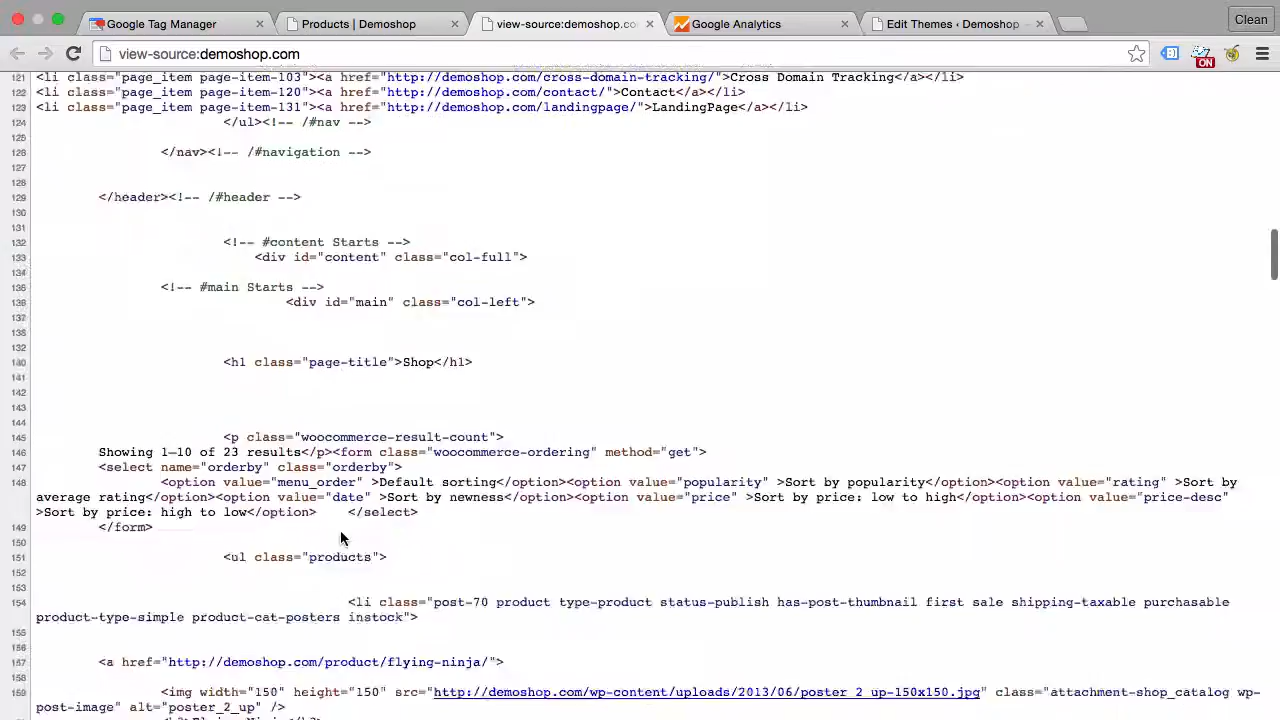 Google Tag Manager
Products | Demoshop
view-source:demoshop.co
Google Analytics
Edit Themes ‹ Demoshop
Clean
view-source:demoshop.com
ON
121 <li class="page_item page-item-103"><a href="http://demoshop.com/cross-domain-tracking/">Cross Domain Tracking</a></li>
122 <li class="page_item page-item-120"><a href="http://demoshop.com/contact/">Contact</a></li>
123 <li class="page_item page-item-131"><a href="http://demoshop.com/landingpage/">LandingPage</a></li>
124 </ul><!-- /#nav -->
125
126 </nav><!-- /#navigation -->
127
128
129 </header><!-- /#header -->
130
131
132 <!-- #content Starts -->
133 <div id="content" class="col-full">
134
135 <!-- #main Starts -->
136 <div id="main" class="col-left">
137
138
139
140 <h1 class="page-title">Shop</h1>
141
142
143
144
145 <p class="woocommerce-result-count">
146 Showing 1–10 of 23 results</p><form class="woocommerce-ordering" method="get">
147 <select name="orderby" class="orderby">
148 <option value="menu_order" >Default sorting</option><option value="popularity" >Sort by popularity</option><option value="rating" >Sort by
average rating</option><option value="date" >Sort by newness</option><option value="price" >Sort by price: low to high</option><option value="price-desc"
>Sort by price: high to low</option> </select>
149 </form>
150
151 <ul class="products">
152
153
154 <li class="post-70 product type-product status-publish has-post-thumbnail first sale shipping-taxable purchasable
product-type-simple product-cat-posters instock">
155
156
157 <a href="http://demoshop.com/product/flying-ninja/">
158
159 <img width="150" height="150" src="http://demoshop.com/wp-content/uploads/2013/06/poster_2_up-150x150.jpg" class="attachment-shop_catalog wp-
post-image" alt="poster_2_up" />